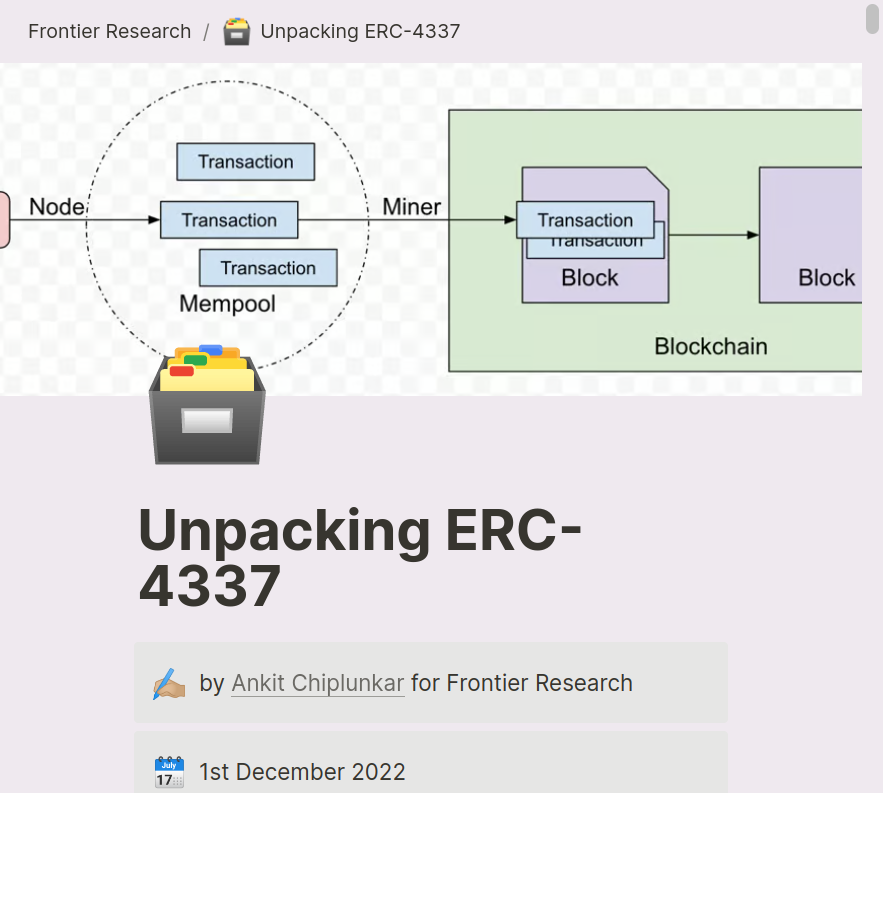 Frontier Research / Unpacking ERC-4337
Transaction
Node
Transaction
Miner
Transaction
Transaction
Transaction
Block
Block
Mempool
Blockchain
Unpacking ERC-
4337
by Ankit Chiplunkar for Frontier Research
July
17
1st December 2022